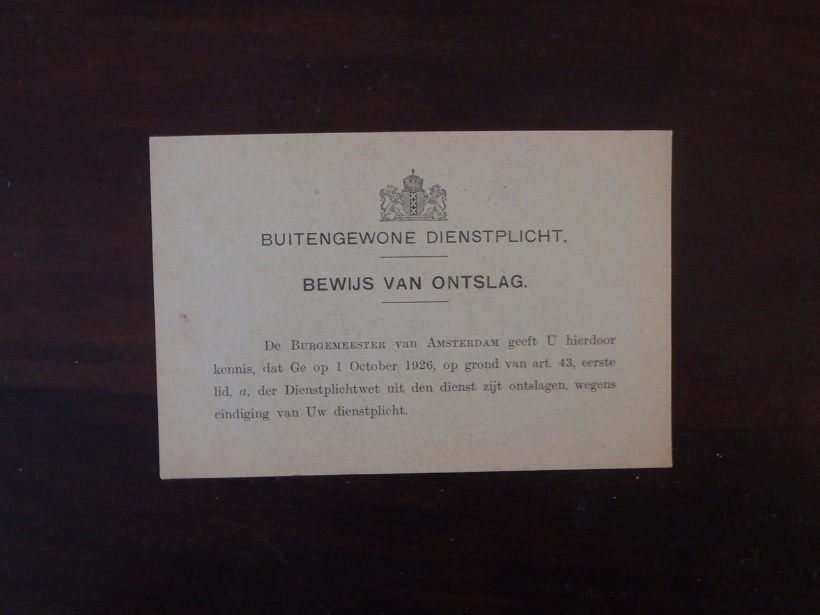 BUITENGEWONE DIENSTPLICHT.
BEWIJS VAN ONTSLAG.
De BURGEMEESTER van AMSTERDAM geeft U hierdoor
kennis, dat Ge op 1 October 1926, op grond van art. 43, eerste
lid, a, der Dienstplichtwet uit den dienst zijt ontslagen, wegens
eindiging van Uw dienstplicht.